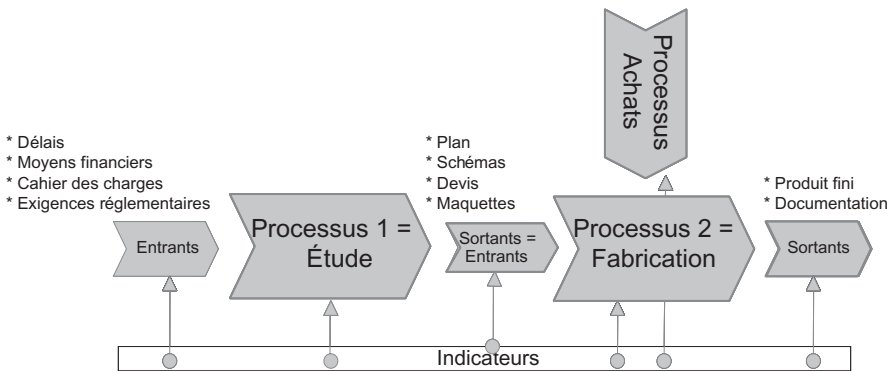 Processus
Achats
* Délais
* Moyens financiers
* Cahier des charges
* Exigences réglementaires
* Plan
* Schémas
* Devis
* Maquettes
* Produit fini
* Documentation
Entrants
Processus 1 =
Étude
Sortants =
Entrants
Processus 2 =
Fabrication
Sortants
Indicateurs